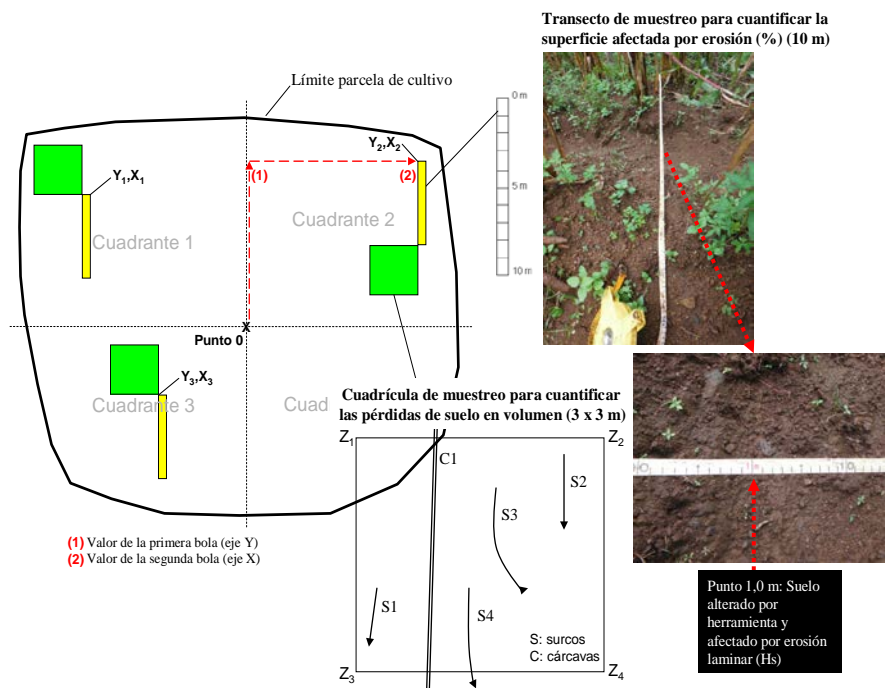 Transecto de muestreo para cuantificar la
superficie afectada por erosión (%) (10 m)
Límite parcela de cultivo
0 m
5 m
10 m
Y2,X2
(1)
(2)
Y1,X1
Cuadrante 1
Cuadrante 2
X
Punto 0
Y3,X3
Cuadrante 3
Cuad
Cuadrícula de muestreo para cuantificar
las pérdidas de suelo en volumen (3 x 3 m)
Z1
Z2
C1
S2
S3
S1
S4
S: surcos
C: cárcavas
Z3
Z4
(1) Valor de la primera bola (eje Y)
(2) Valor de la segunda bola (eje X)
Punto 1,0 m: Suelo
alterado por
herramienta y
afectado por erosión
laminar (Hs)